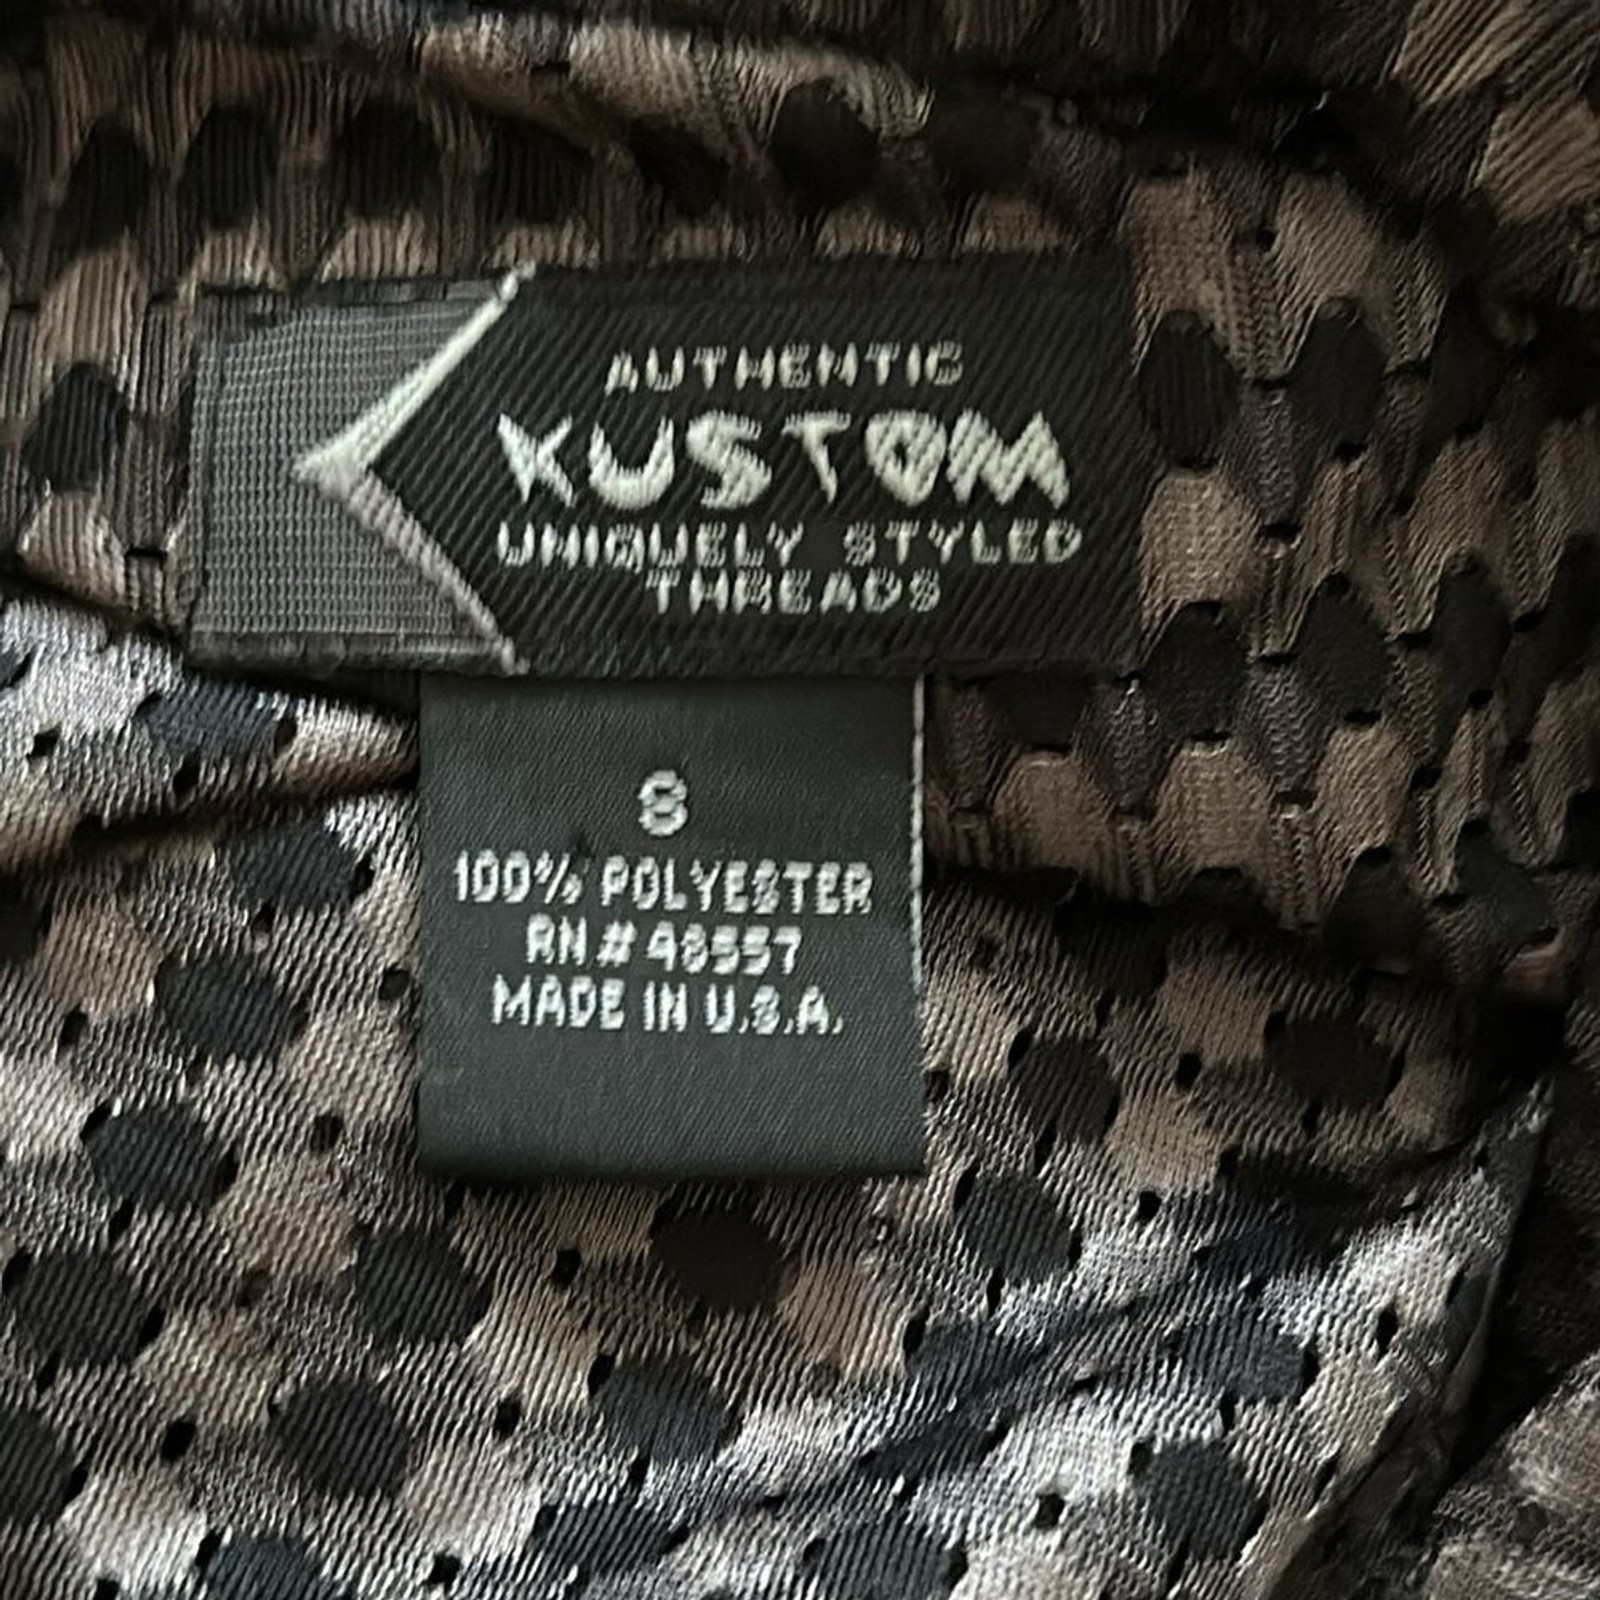 AUTHENTIC
KUSTOM
UNIQUELY STYLED
THREADS
100% POLYESTER
RN# 48557
MADE IN U.S.A.